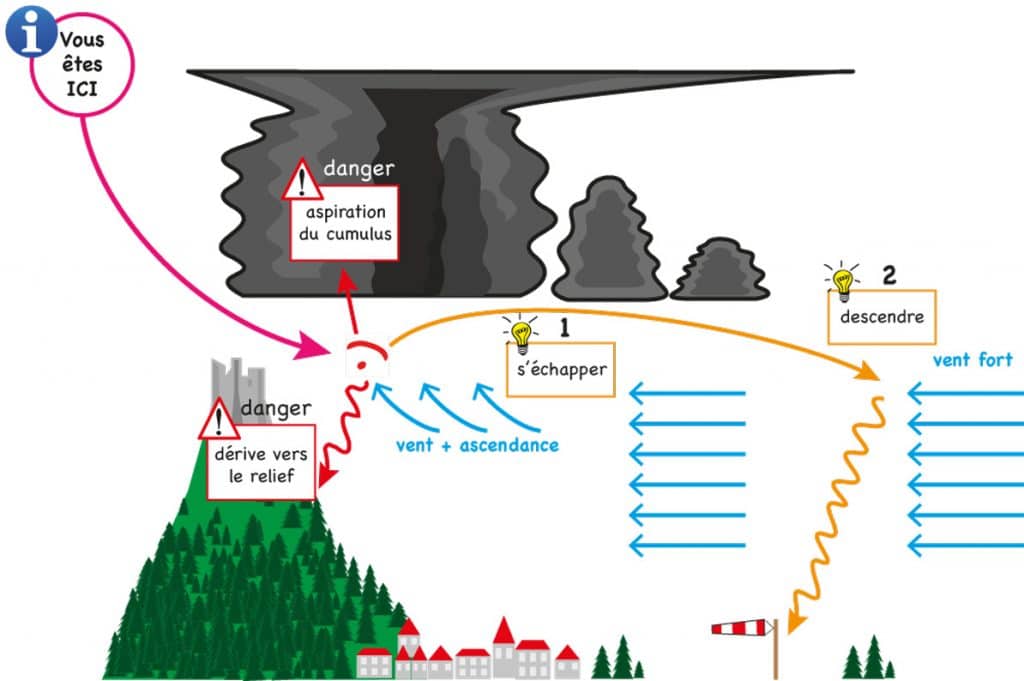 i
Vous
êtes
ICI
danger
!
aspiration
du cumulus
2
descendre
1
s'échapper
vent fort
danger
!
dérive vers
le relief
vent + ascendance